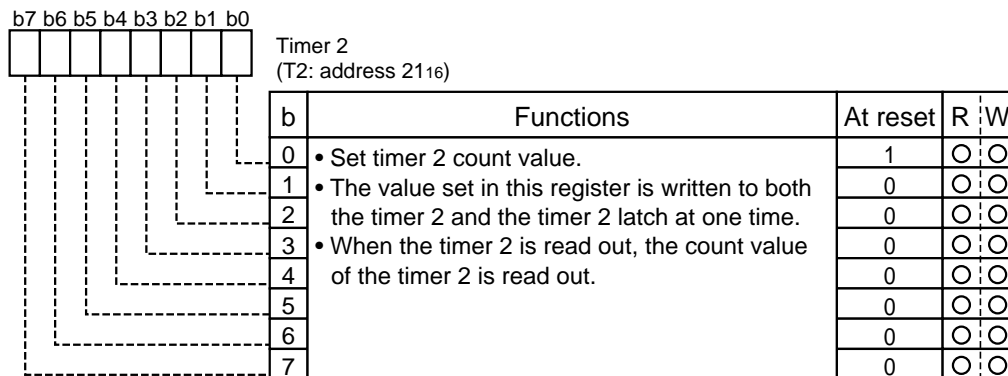 b7 b6 b5 b4 b3 b2 b1 b0
Timer 2
(T2: address 2116)
b Functions At reset R W
0 • Set timer 2 count value. 1 O O
1 • The value set in this register is written to both 0 O O
2 the timer 2 and the timer 2 latch at one time. 0 O O
3 • When the timer 2 is read out, the count value 0 O O
4 of the timer 2 is read out. 0 O O
5 0 O O
6 0 O O
7 0 O O